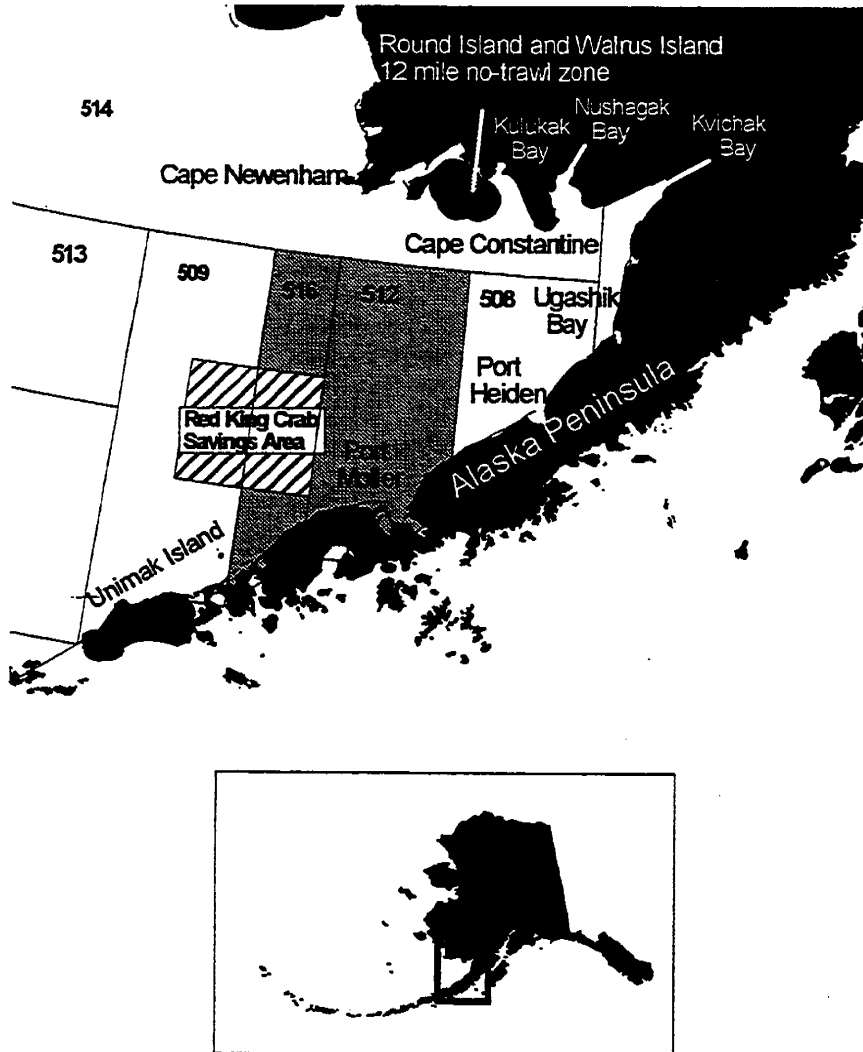 Round Island and Walrus Island
12 mile no-trawl zone
514
Kulukak
Bay
Nushagak
Bay
Kvichak
Bay
Cape Newenham
Cape Constantine
513
509
516
512
508
Ugashik
Bay
Port
Heiden
Red King Crab
Savings Area
Port
Moller
Alaska Peninsula
Unimak Island